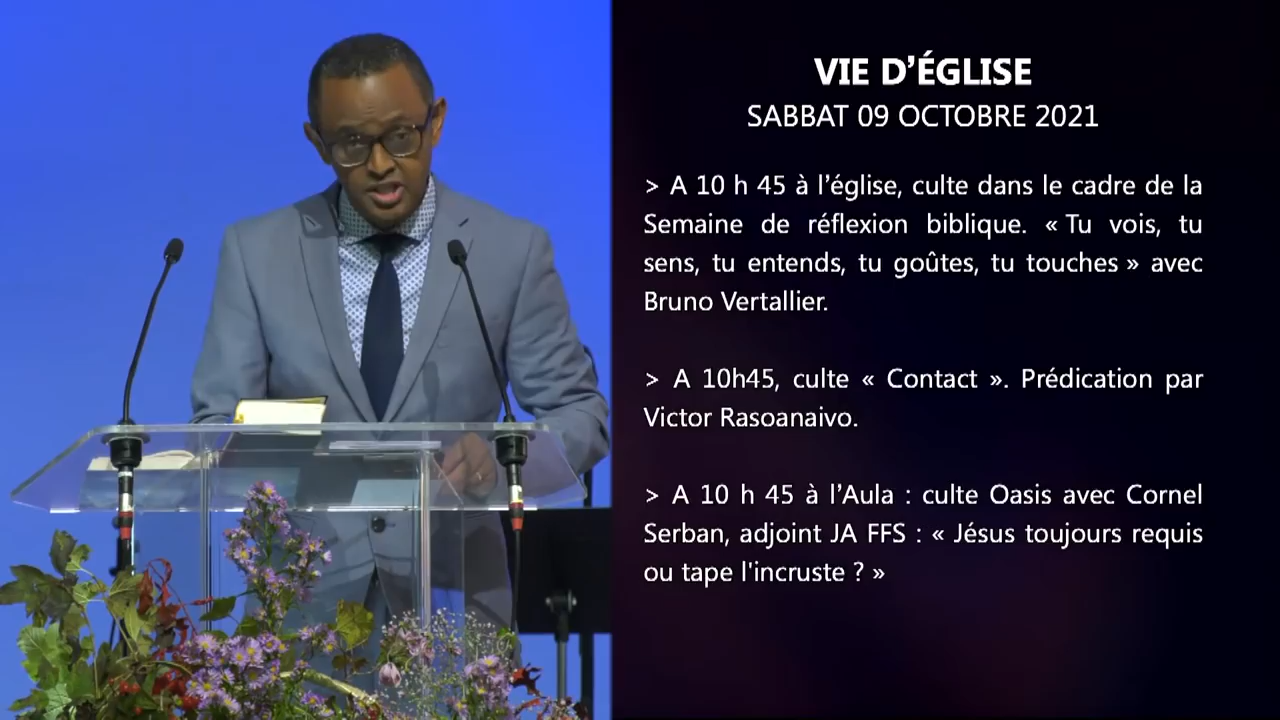 VIE D’ÉGLISE
SABBAT 09 OCTOBRE 2021
> A 10 h 45 à l’église, culte dans le cadre de la
Semaine de réflexion biblique. « Tu vois, tu
sens, tu entends, tu goûtes, tu touches » avec
Bruno Vertallier.
> A 10h45, culte « Contact ». Prédication par
Victor Rasoanaivo.
> A 10 h 45 à l’Aula : culte Oasis avec Cornel
Serban, adjoint JA FFS : « Jésus toujours requis
ou tape l'incruste ? »